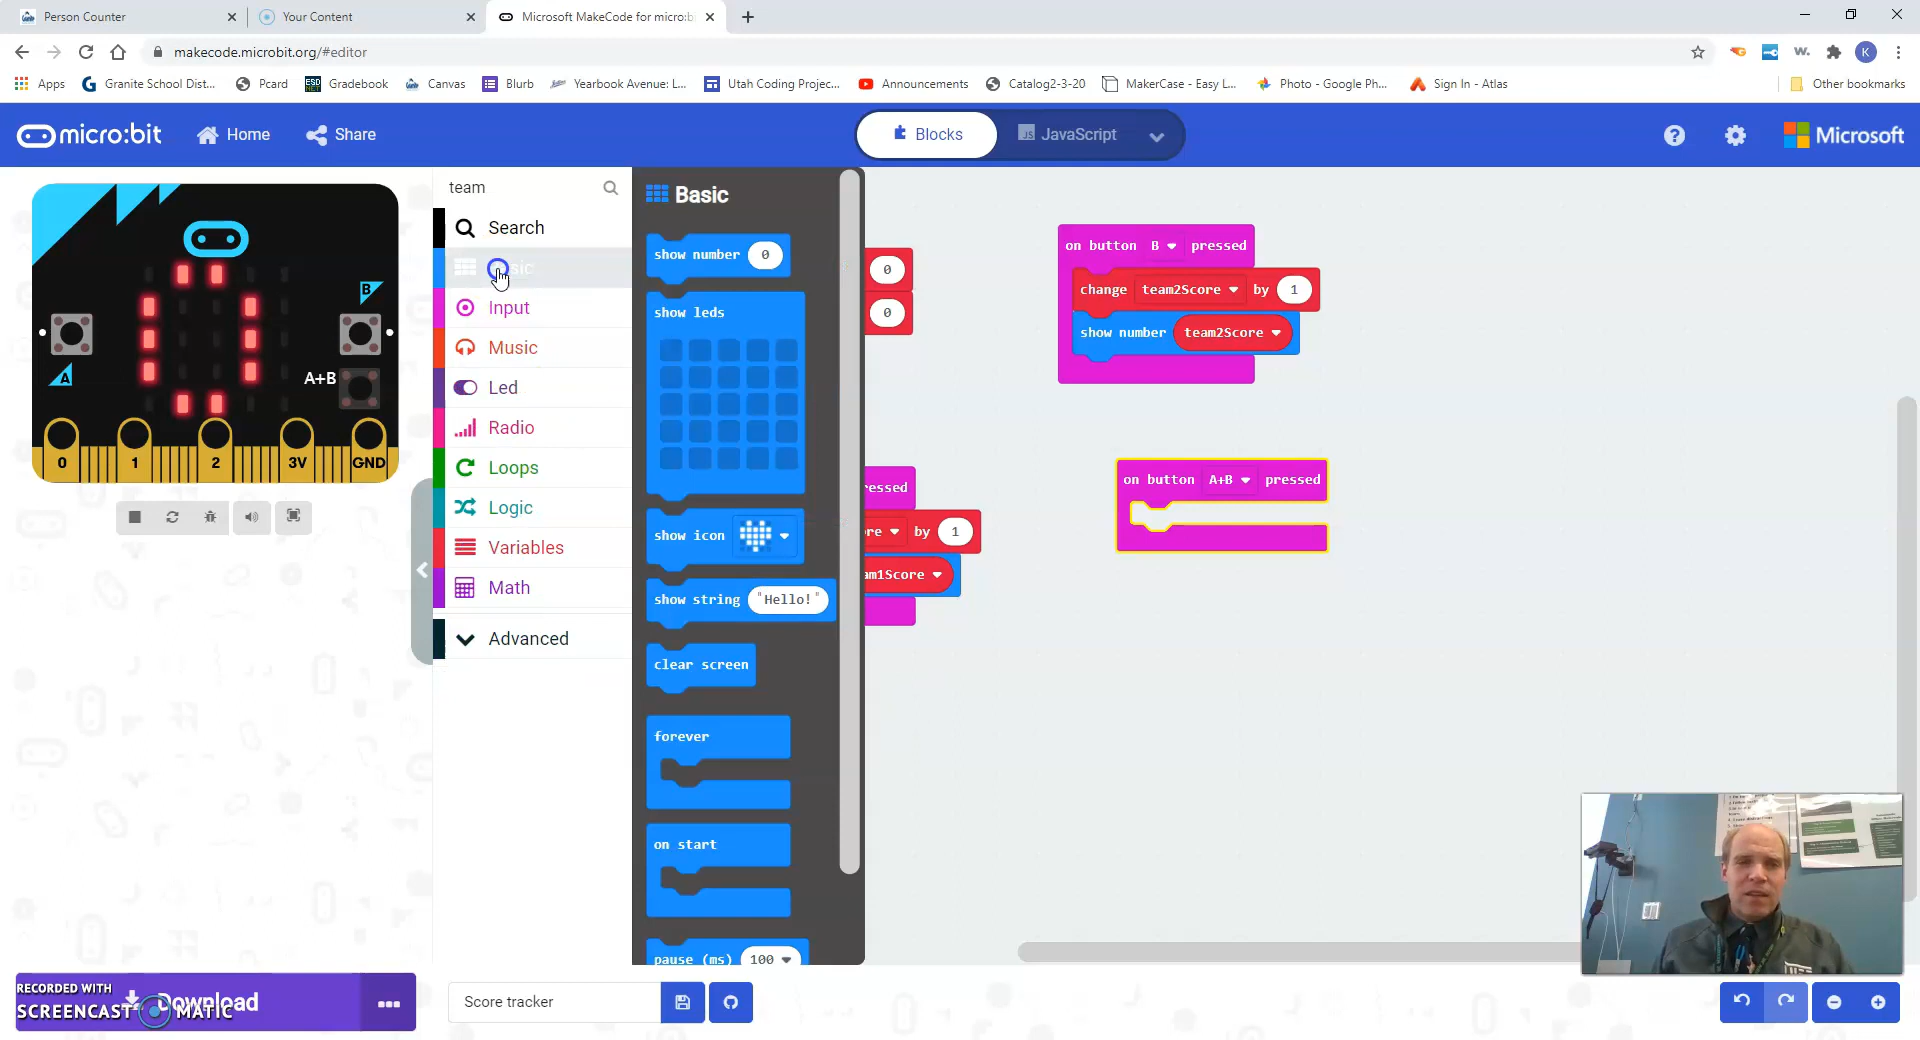 Person Counter
Your Content
Microsoft MakeCode for micro:b
makecode.microbit.org/#editor
Apps
Granite School Dist...
Pcard
Gradebook
Canvas
Blurb
Yearbook Avenue: L...
Utah Coding Projec...
Announcements
Catalog2-3-20
MakerCase - Easy L...
Photo - Google Ph...
Sign In - Atlas
Other bookmarks
micro:bit
Home
Share
Blocks
JS JavaScript
?
Microsoft
B
A
A+B
0 1 2 3V GND
team
Search
Input
Music
Led
Radio
Loops
Logic
Variables
Math
Advanced
Basic
show number 0
show leds
show icon
show string "Hello!"
clear screen
forever
on start
pause (ms) 100
0
0
essed
re by 1
am1Score
on button B pressed
change team2Score by 1
show number team2Score
on button A+B pressed
RECORDED WITH
SCREENCAST MATIC
Download
Score tracker
K
w.